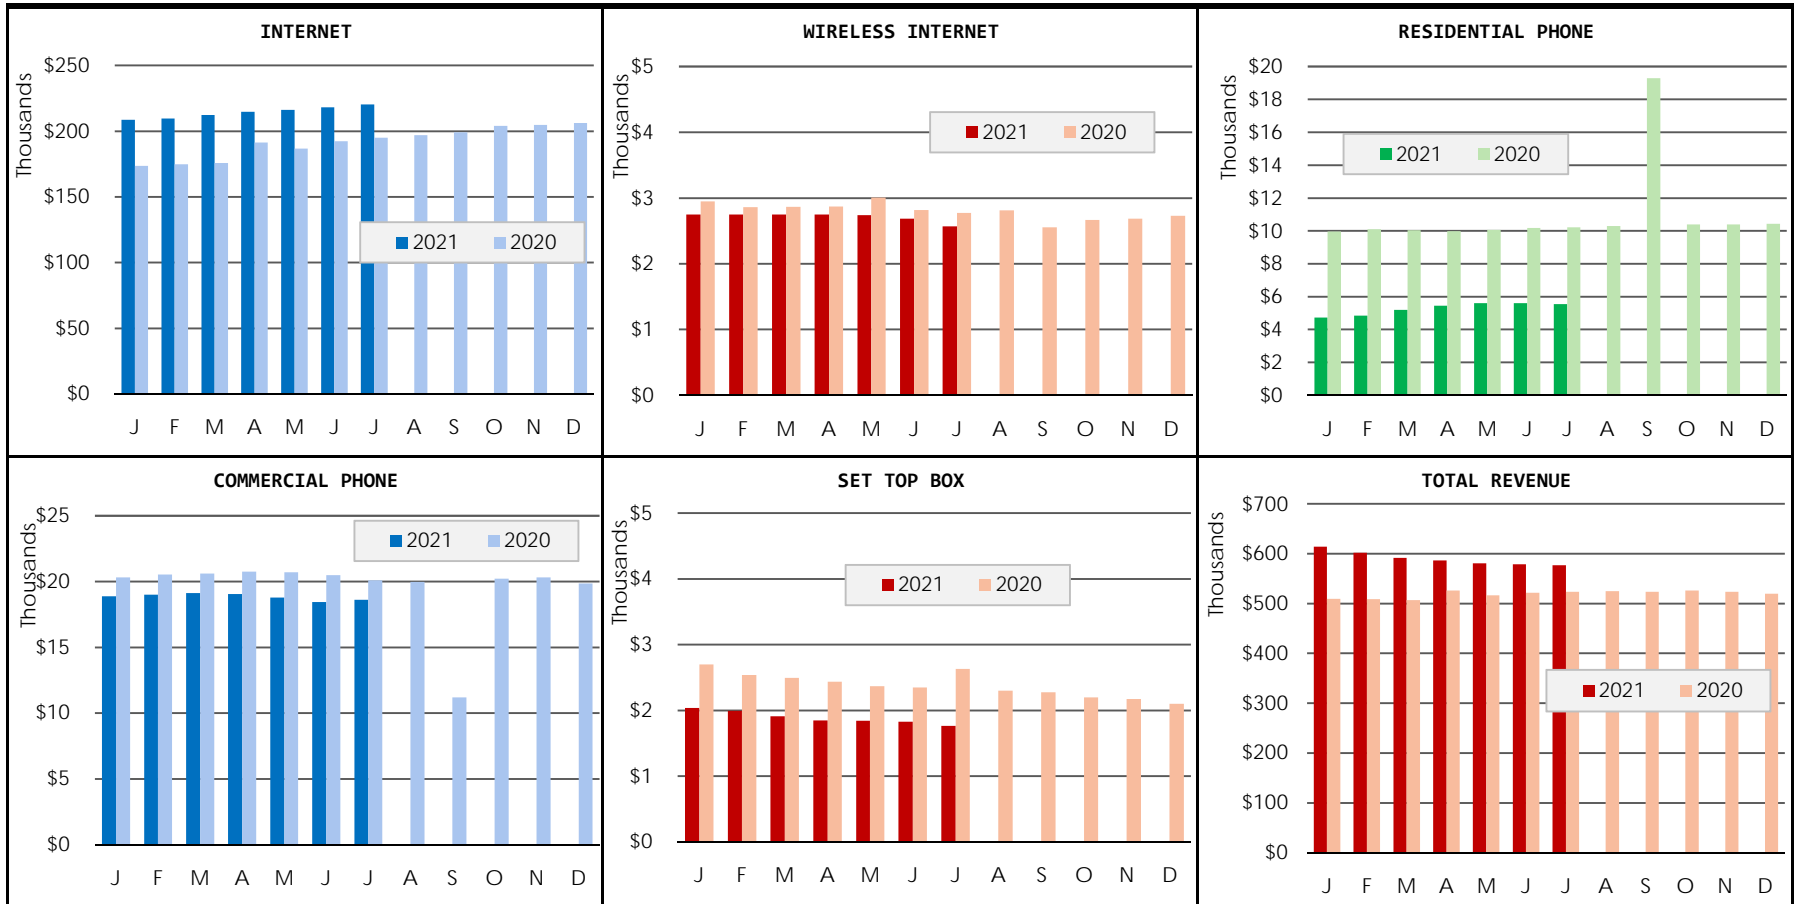 INTERNET
Thousands
$250
$200
$150
$100
$50
$0
2021 2020
J F M A M J J A S O N D
WIRELESS INTERNET
Thousands
$5
$4
$3
$2
$1
$0
2021 2020
J F M A M J J A S O N D
RESIDENTIAL PHONE
Thousands
$20
$18
$16
$14
$12
$10
$8
$6
$4
$2
$0
2021 2020
J F M A M J J A S O N D
COMMERCIAL PHONE
Thousands
$25
$20
$15
$10
$5
$0
2021 2020
J F M A M J J A S O N D
SET TOP BOX
Thousands
$5
$4
$3
$2
$1
$0
2021 2020
J F M A M J J A S O N D
TOTAL REVENUE
Thousands
$700
$600
$500
$400
$300
$200
$100
$0
2021 2020
J F M A M J J A S O N D